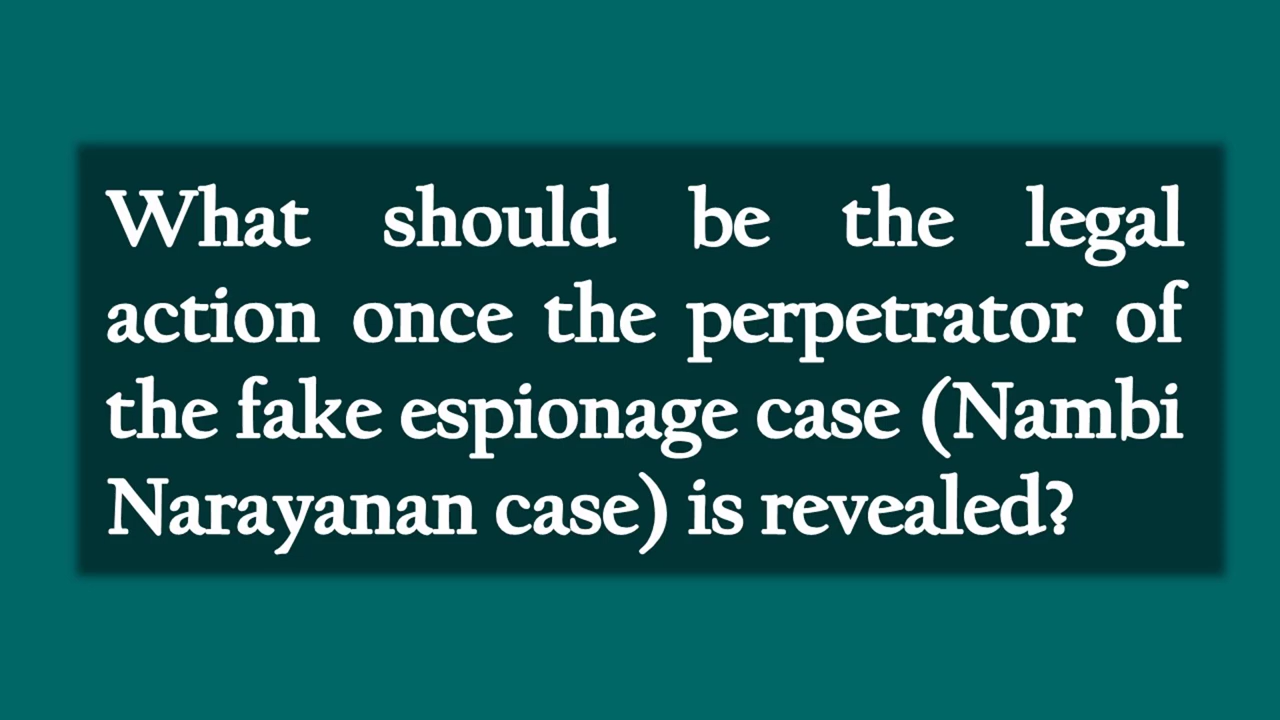 What should be the legal
action once the perpetrator of
the fake espionage case (Nambi
Narayanan case) is revealed?